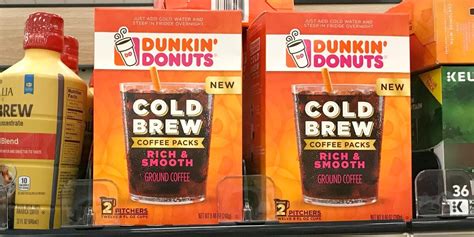 ALIA
BREW
Blend
JUST ADD COLD WATER AND
STEEP IN FRIDGE OVERNIGHT
DUNKIN'
DONUTS
NEW
COLD
BREW
COFFEE PACKS
RICH &
SMOOTH
GROUND COFFEE
2 PITCHERS
JUST ADD COLD WATER AND
STEEP IN FRIDGE OVERNIGHT
DUNKIN'
DONUTS
NEW
COLD
BREW
COFFEE PACKS
RICH &
SMOOTH
GROUND COFFEE
2 PITCHERS
KEU
36
K